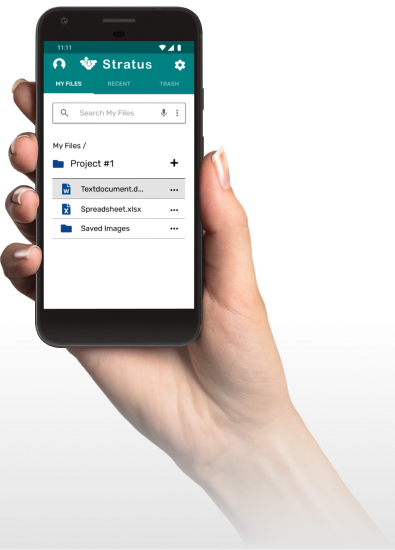 11:11
Stratus
MY FILES RECENT TRASH
Search My Files
My Files /
Project #1 +
W Textdocument.d... •••
X Spreadsheet.xlsx •••
Saved Images •••